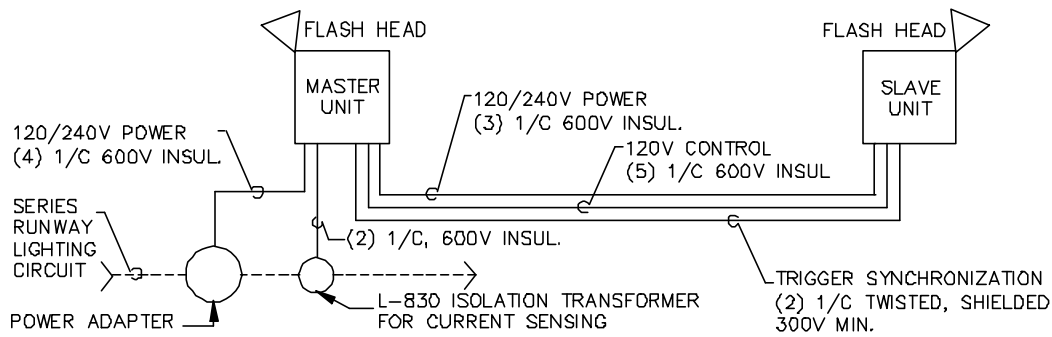 FLASH HEAD
FLASH HEAD
MASTER
UNIT
SLAVE
UNIT
120/240V POWER
(3) 1/C 600V INSUL.
120/240V POWER
(4) 1/C 600V INSUL.
120V CONTROL
(5) 1/C 600V INSUL
SERIES
RUNWAY
LIGHTING
CIRCUIT
(2) 1/C, 600V INSUL.
TRIGGER SYNCHRONIZATION
(2) 1/C TWISTED, SHIELDED
300V MIN.
L-830 ISOLATION TRANSFORMER
FOR CURRENT SENSING
POWER ADAPTER